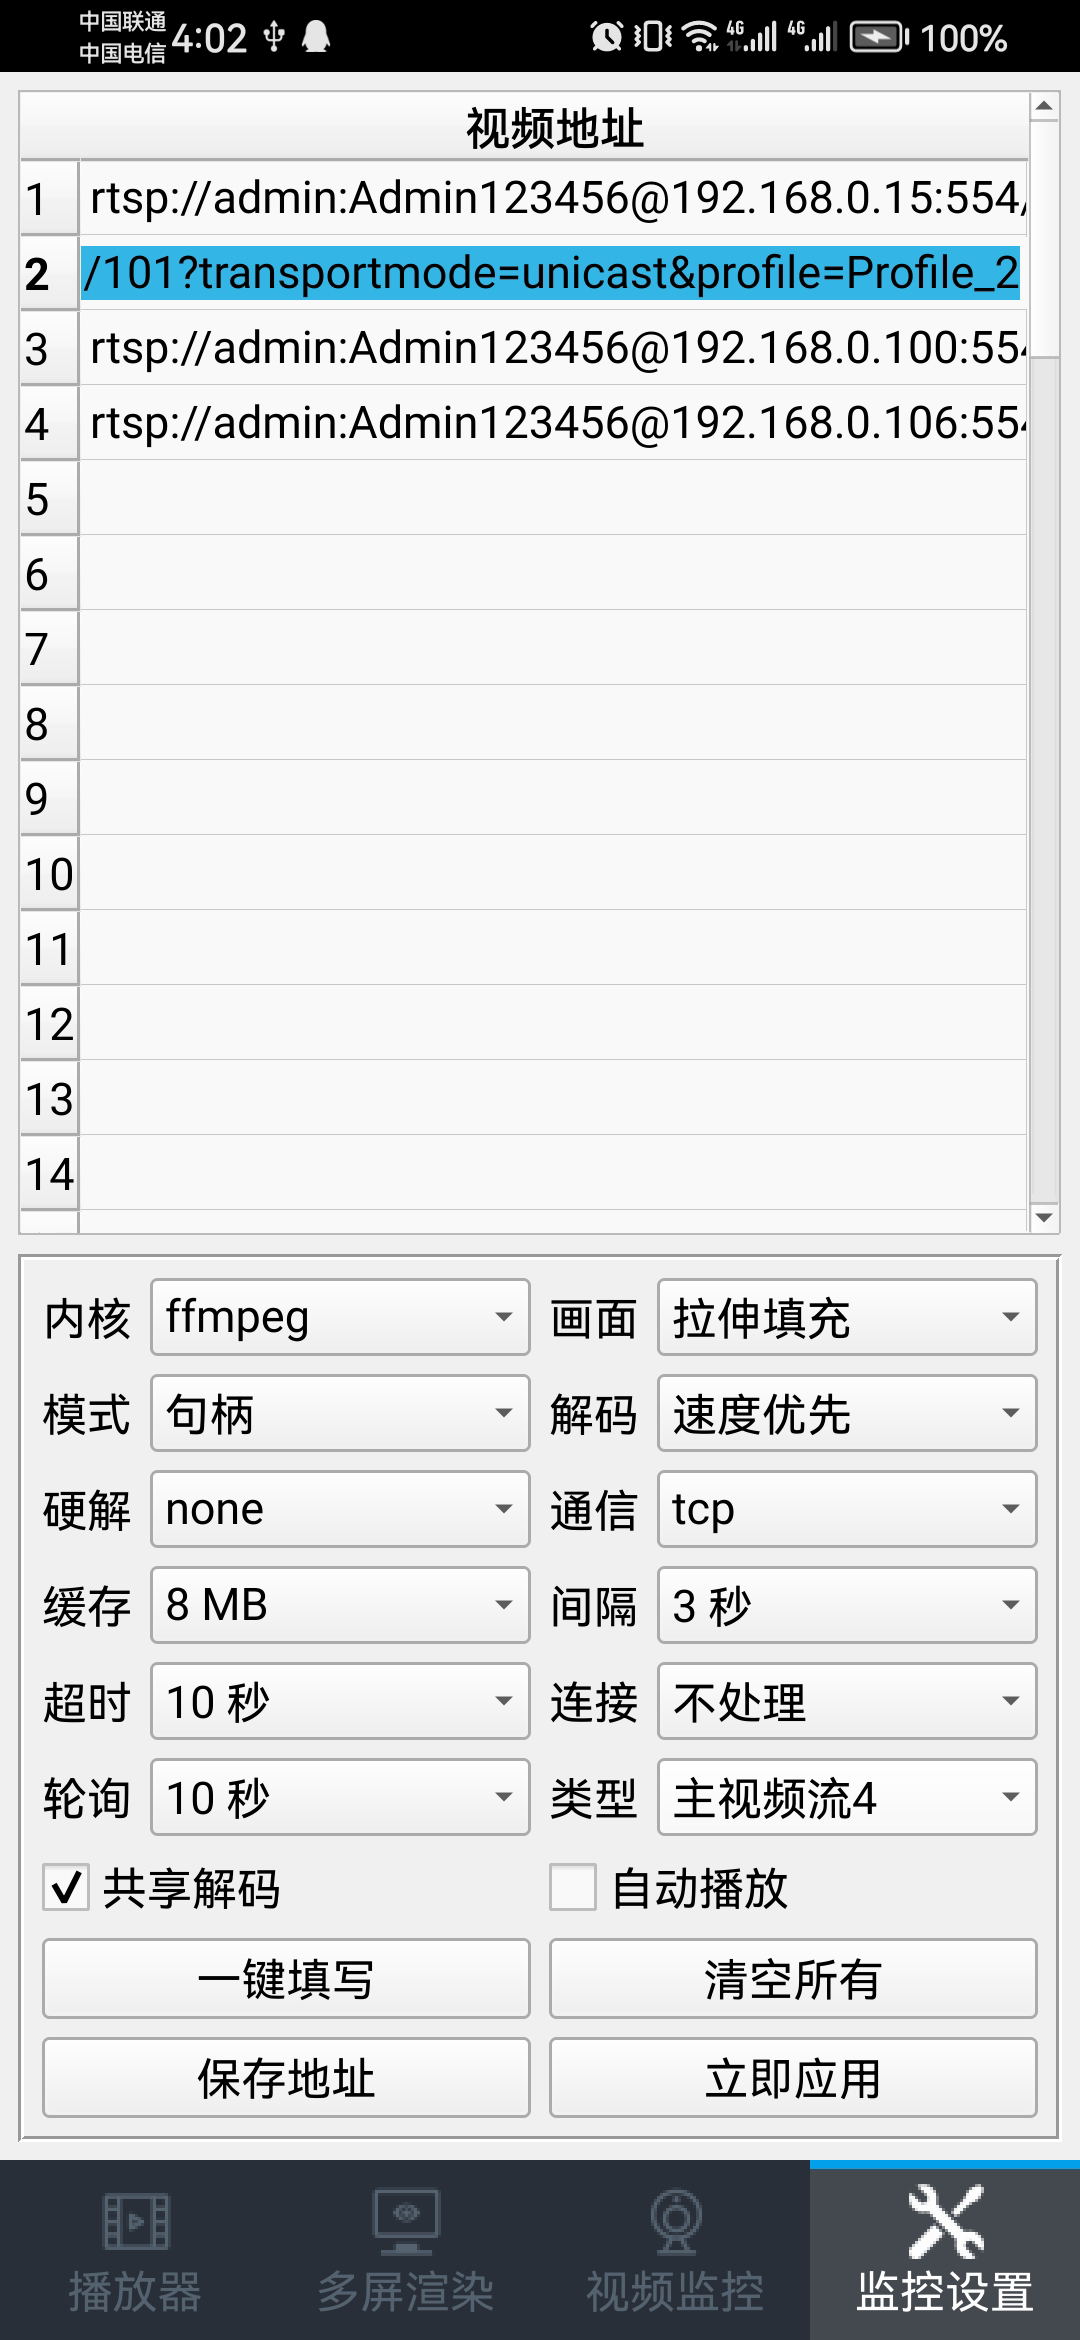 中国联通
中国电信
4:02
4G
4G
100%
视频地址
1 rtsp://admin:Admin123456@192.168.0.15:554/
2 /101?transportmode=unicast&profile=Profile_2
3 rtsp://admin:Admin123456@192.168.0.100:554
4 rtsp://admin:Admin123456@192.168.0.106:554
5
6
7
8
9
10
11
12
13
14
内核 ffmpeg 画面 拉伸填充
模式 句柄 解码 速度优先
硬解 none 通信 tcp
缓存 8 MB 间隔 3 秒
超时 10 秒 连接 不处理
轮询 10 秒 类型 主视频流4
共享解码 自动播放
一键填写 清空所有
保存地址 立即应用
播放器 多屏渲染 视频监控 监控设置